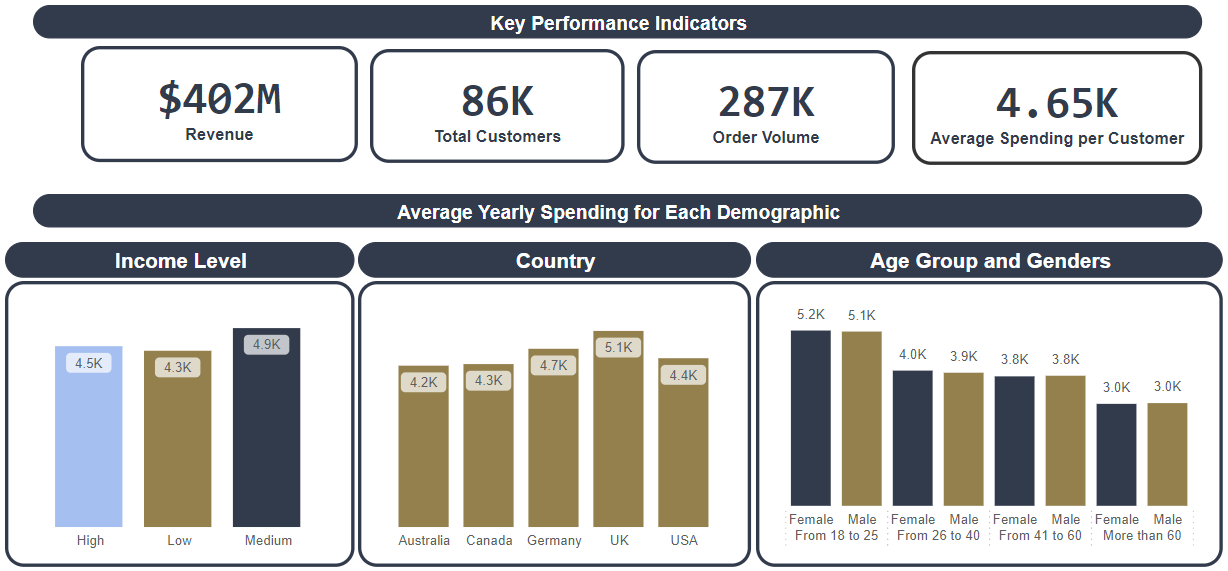 Key Performance Indicators
$402M
Revenue
86K
Total Customers
287K
Order Volume
4.65K
Average Spending per Customer
Average Yearly Spending for Each Demographic
Income Level
4.5K
4.3K
4.9K
High
Low
Medium
Country
4.2K
4.3K
4.7K
5.1K
4.4K
Australia
Canada
Germany
UK
USA
Age Group and Genders
5.2K
5.1K
4.0K
3.9K
3.8K
3.8K
3.0K
3.0K
Female
Male
Female
Male
Female
Male
Female
Male
From 18 to 25
From 26 to 40
From 41 to 60
More than 60